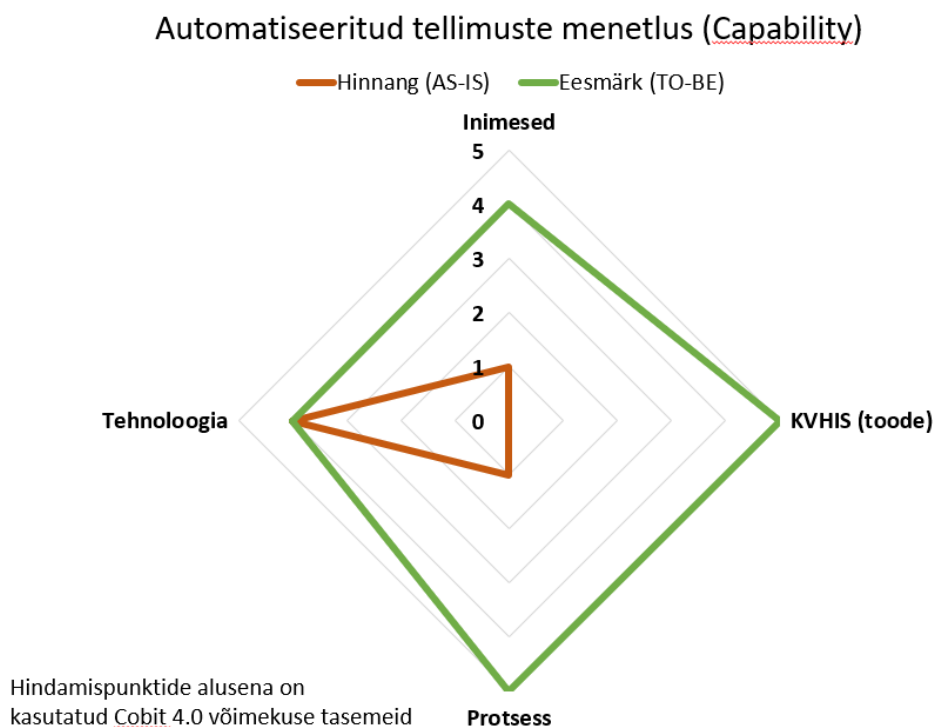 Automatiseeritud tellimuste menetlus (Capability)
Hinnang (AS-IS) Eesmärk (TO-BE)
Inimesed
5
4
3
2
1
0
Tehnoloogia
KVHIS (toode)
Hindamispunktide alusena on
kasutatud Cobit 4.0 võimekuse tasemeid
Protsess